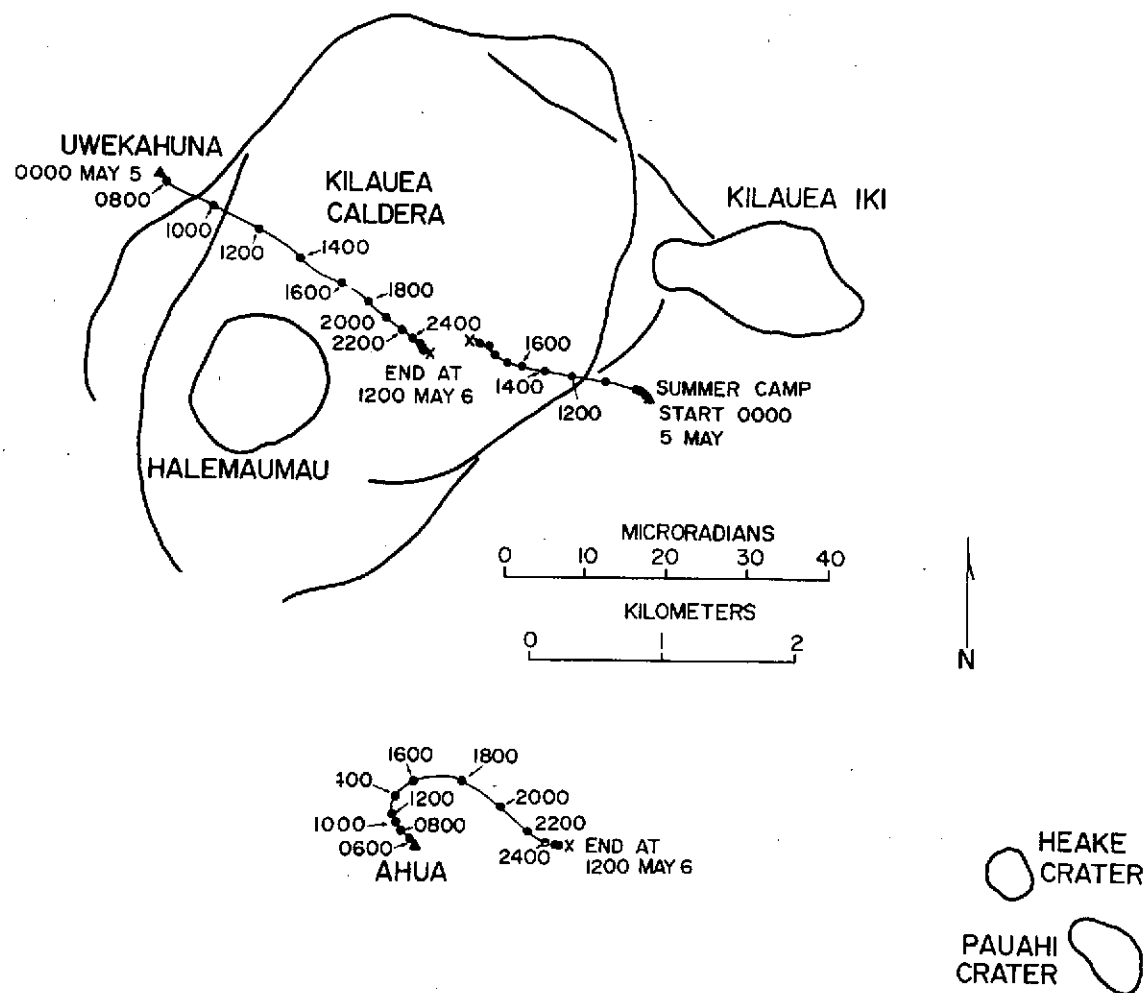 UWEKAHUNA
0000 MAY 5
0800
1000
1200
1400
1600
1800
2000
2200
2400
END AT
1200 MAY 6
KILAUEA
CALDERA
KILAUEA IKI
1600
1400
1200
SUMMER CAMP
START 0000
5 MAY
HALEMAUMAU
MICRORADIANS
0 10 20 30 40
KILOMETERS
0 1 2
N
1600
1800
400
1200
2000
1000
0800
2200
0600
2400
END AT
1200 MAY 6
AHUA
HEAKE
CRATER
PAUAHI
CRATER